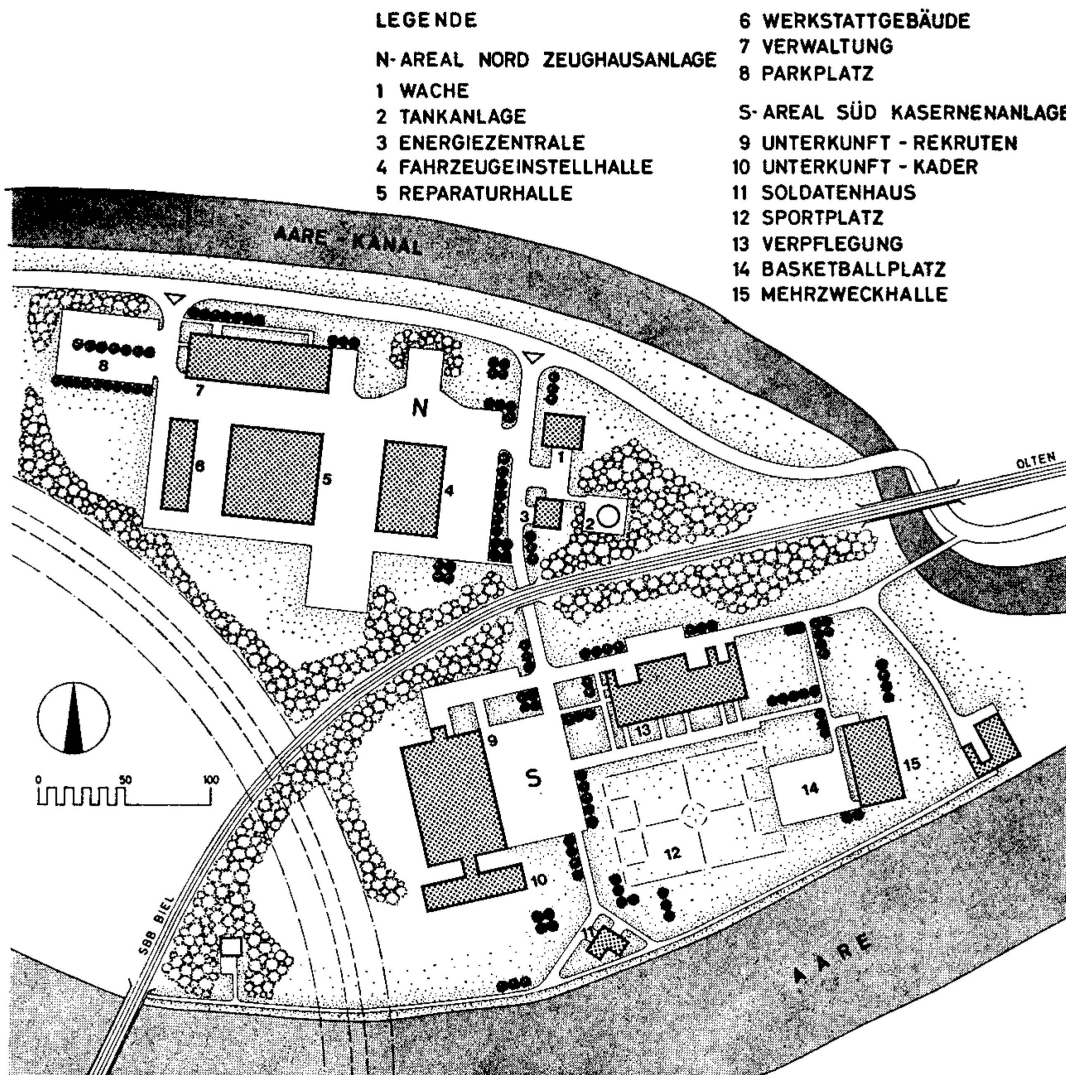 LEGENDE
N-AREAL NORD ZEUGHAUSANLAGE
1 WACHE
2 TANKANLAGE
3 ENERGIEZENTRALE
4 FAHRZEUGEINSTELLHALLE
5 REPARATURHALLE
6 WERKSTATTGEBÄUDE
7 VERWALTUNG
8 PARKPLATZ
S-AREAL SÜD KASERNENANLAGE
9 UNTERKUNFT - REKRUTEN
10 UNTERKUNFT - KADER
11 SOLDATENHAUS
12 SPORTPLATZ
13 VERPFLEGUNG
14 BASKETBALLPLATZ
15 MEHRZWECKHALLE
AARE - KANAL
8
7
N
6
5
4
1
3
2
OLTEN
9
13
S
15
14
12
10
0 50 100
SBB BIEL
AARE